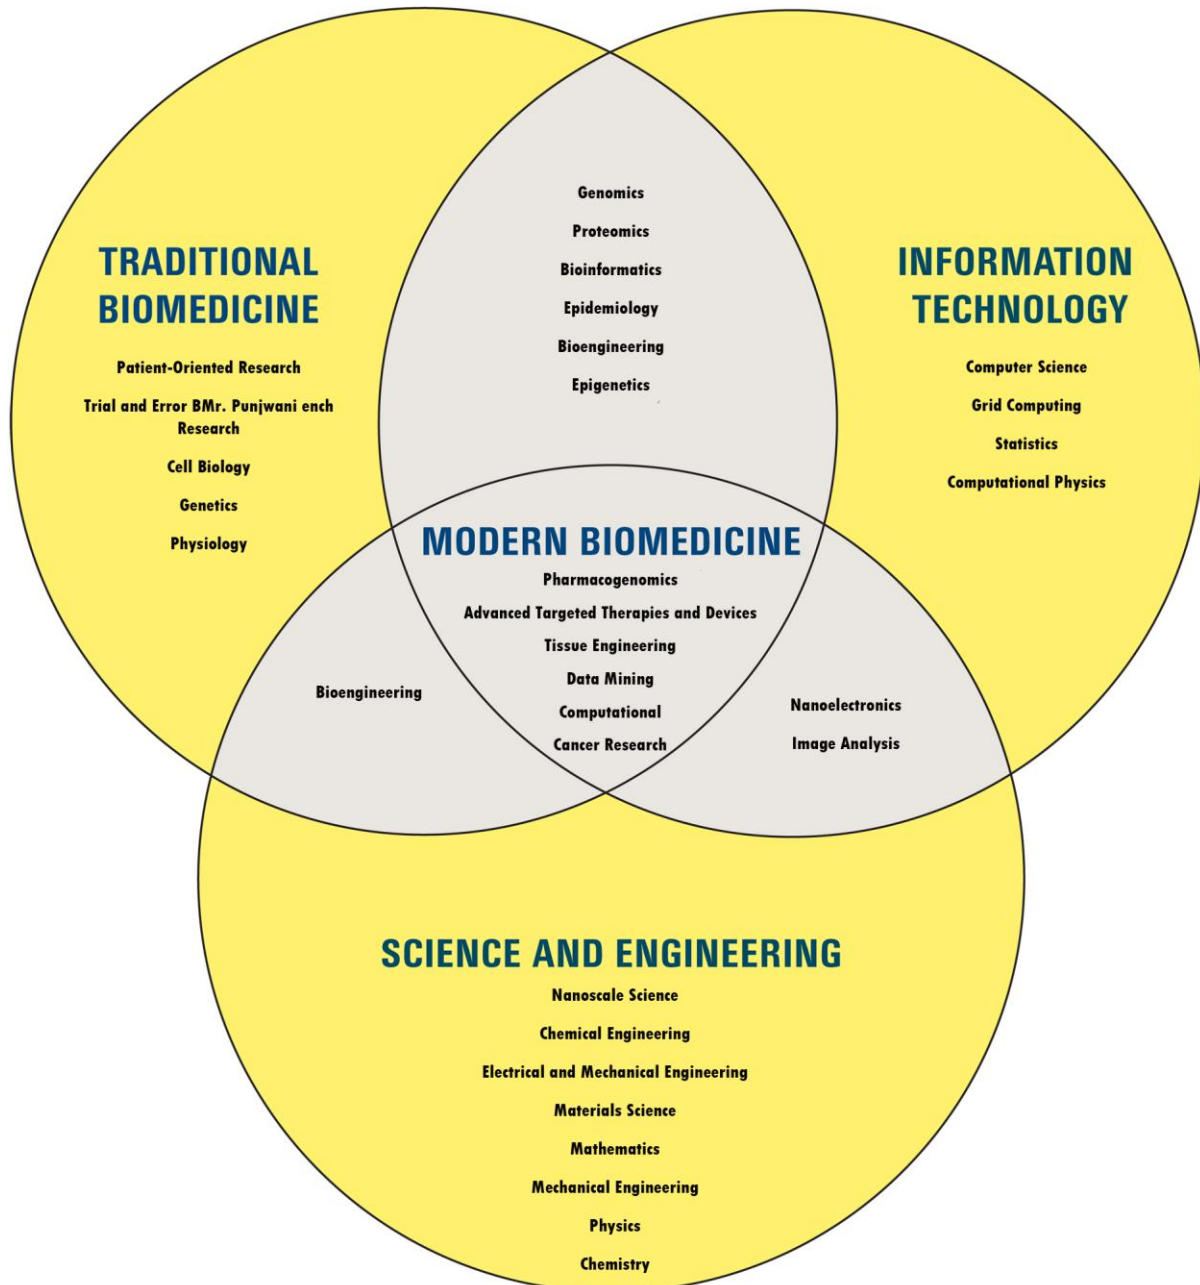 TRADITIONAL
BIOMEDICINE
Patient-Oriented Research
Trial and Error BMr. Punjwani ench
Research
Cell Biology
Genetics
Physiology
Genomics
Proteomics
Bioinformatics
Epidemiology
Bioengineering
Epigenetics
INFORMATION
TECHNOLOGY
Computer Science
Grid Computing
Statistics
Computational Physics
MODERN BIOMEDICINE
Pharmacogenomics
Advanced Targeted Therapies and Devices
Tissue Engineering
Data Mining
Computational
Cancer Research
Bioengineering
Nanoelectronics
Image Analysis
SCIENCE AND ENGINEERING
Nanoscale Science
Chemical Engineering
Electrical and Mechanical Engineering
Materials Science
Mathematics
Mechanical Engineering
Physics
Chemistry